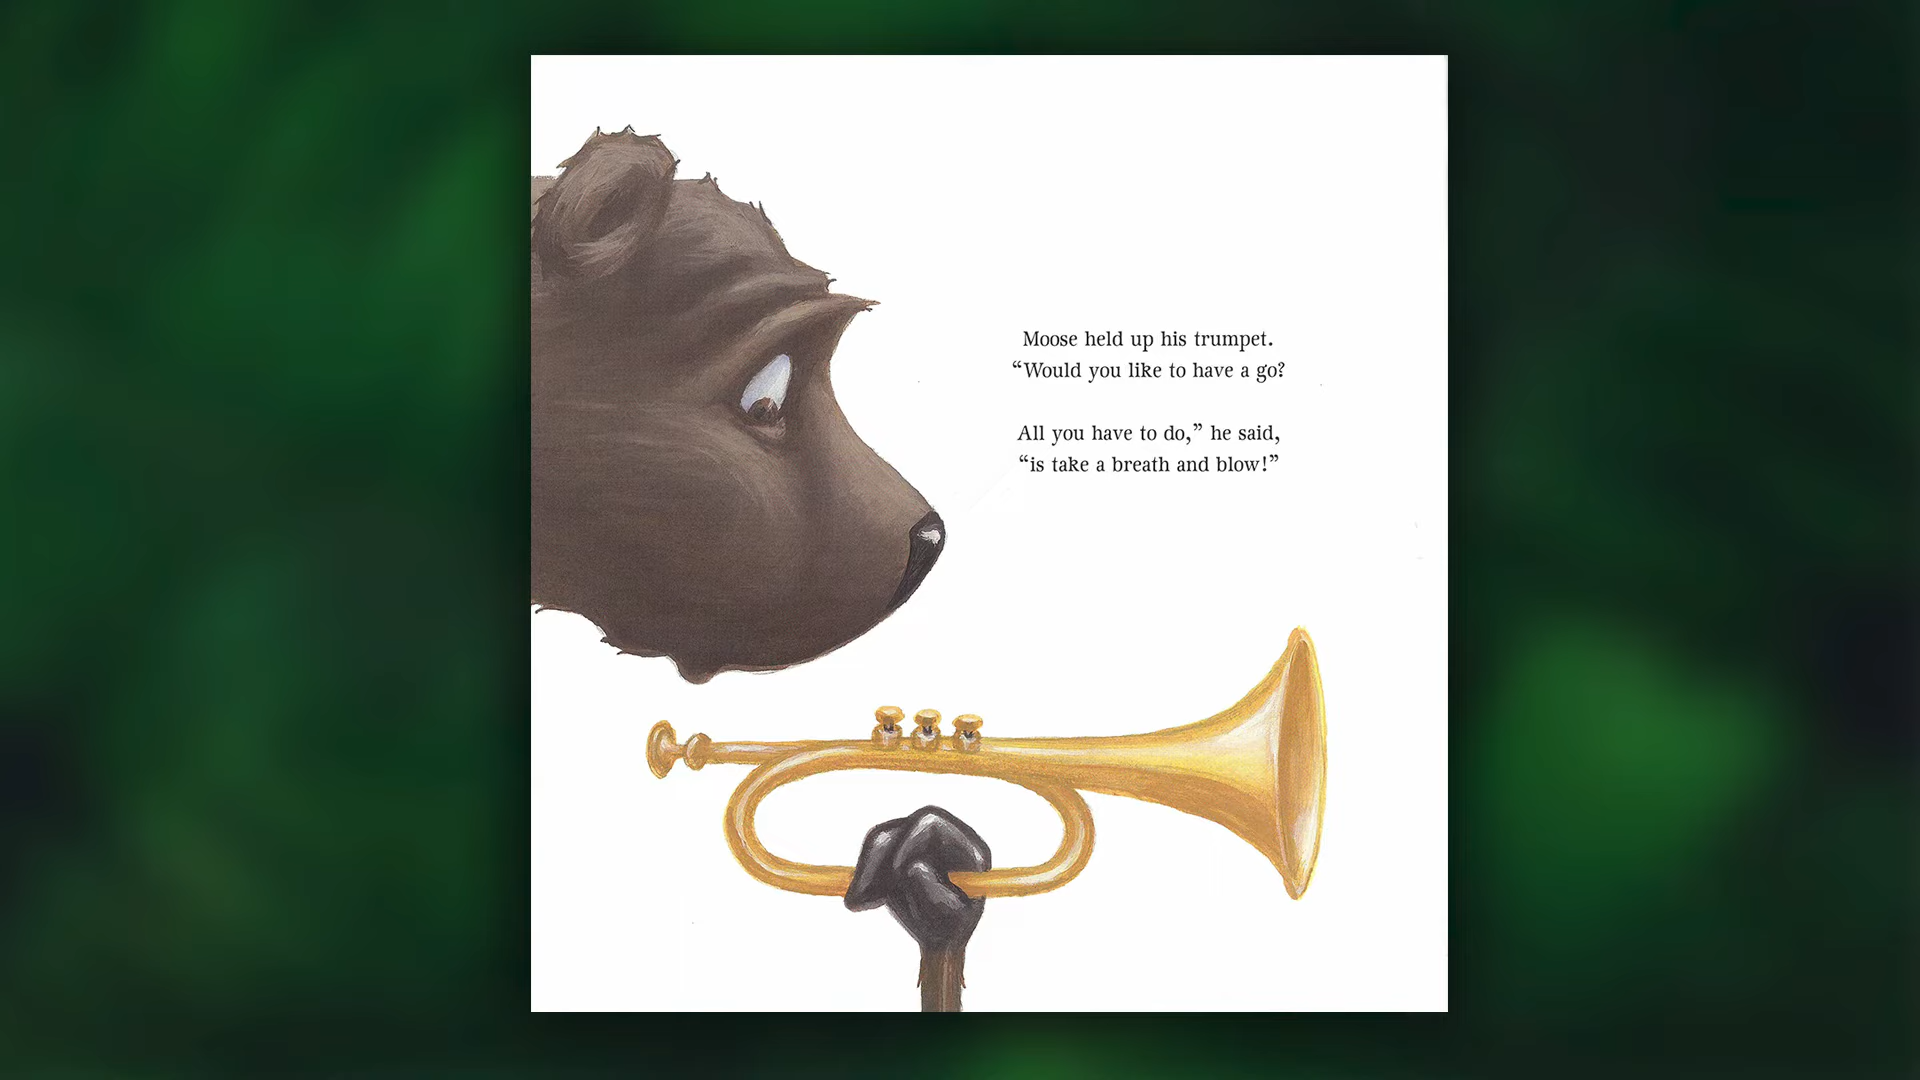 Moose held up his trumpet.
“Would you like to have a go?
All you have to do,” he said,
“is take a breath and blow!”